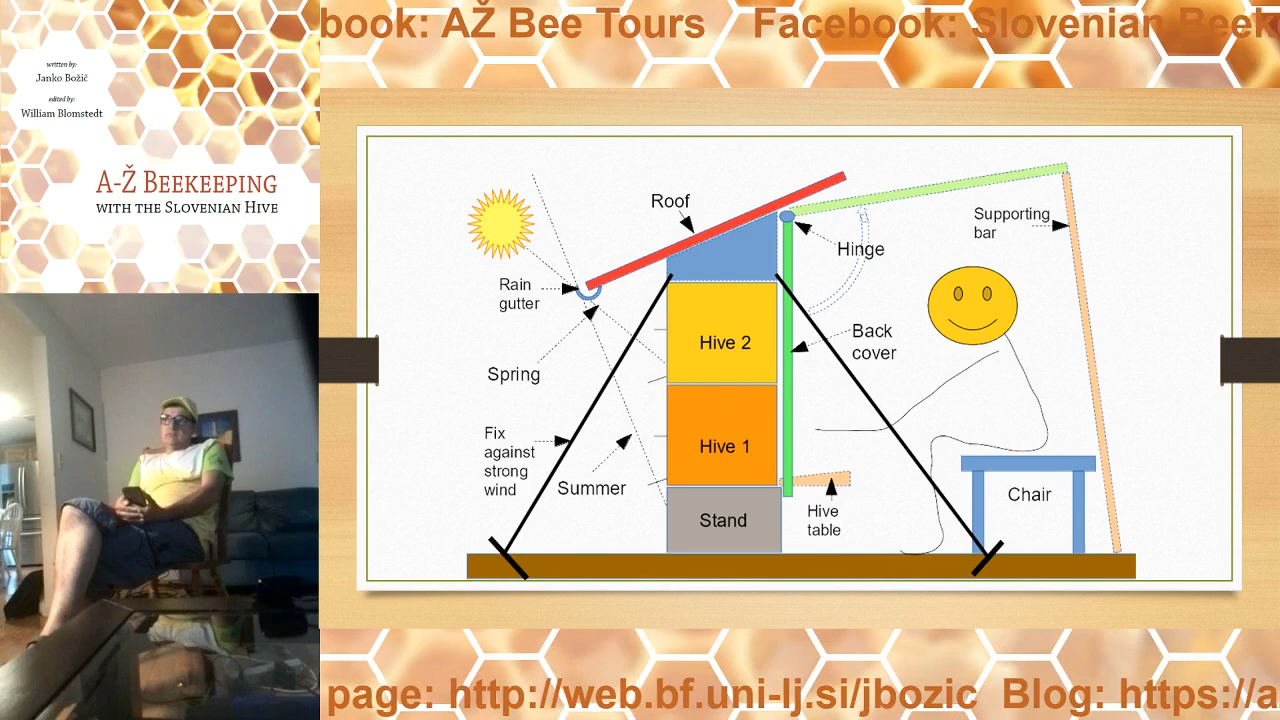 book: AŽ Bee Tours    Facebook: Slovenian Beek
written by:
Janko Božič
edited by:
William Blomstedt
A-Ž Beekeeping
with the Slovenian Hive
Roof
Supporting
bar
Hinge
Rain
gutter
Back
cover
Hive 2
Spring
Fix
against
strong
wind
Hive 1
Summer
Chair
Hive
table
Stand
page: http://web.bf.uni-lj.si/jbozic  Blog: https://a